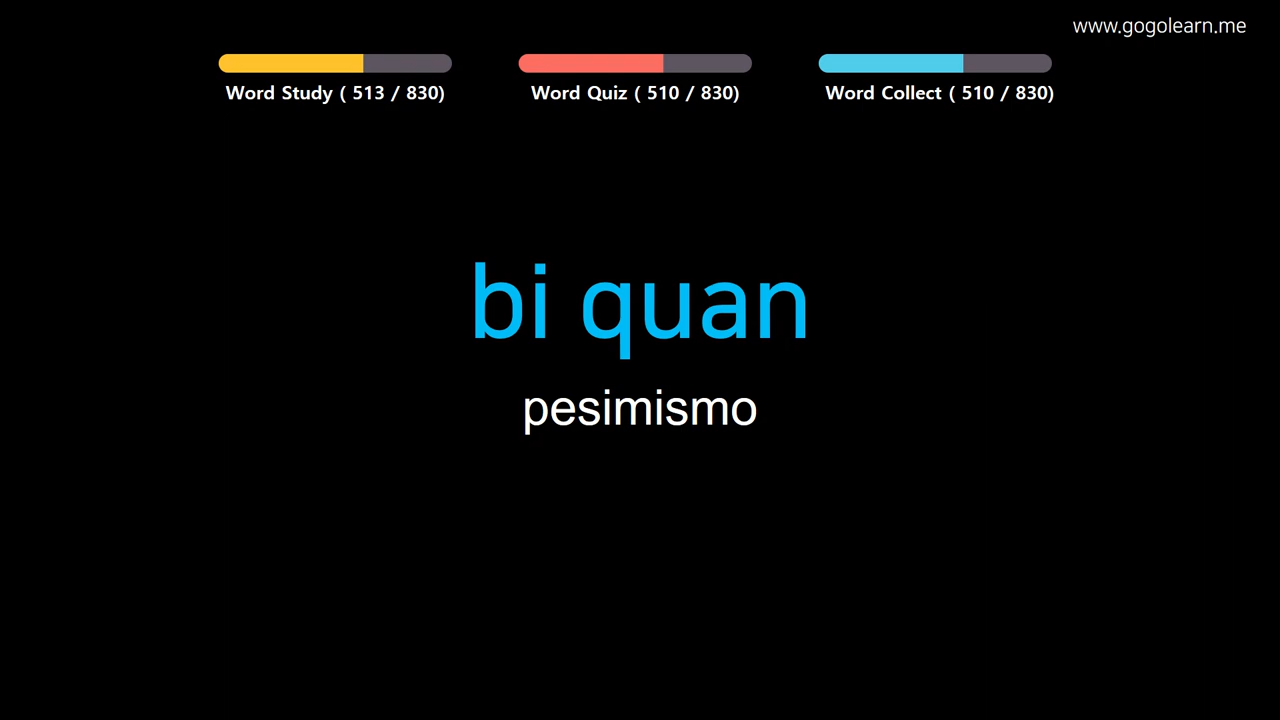 www.gogolearn.me
Word Study ( 513 / 830)
Word Quiz ( 510 / 830)
Word Collect ( 510 / 830)
bi quan
pesimismo